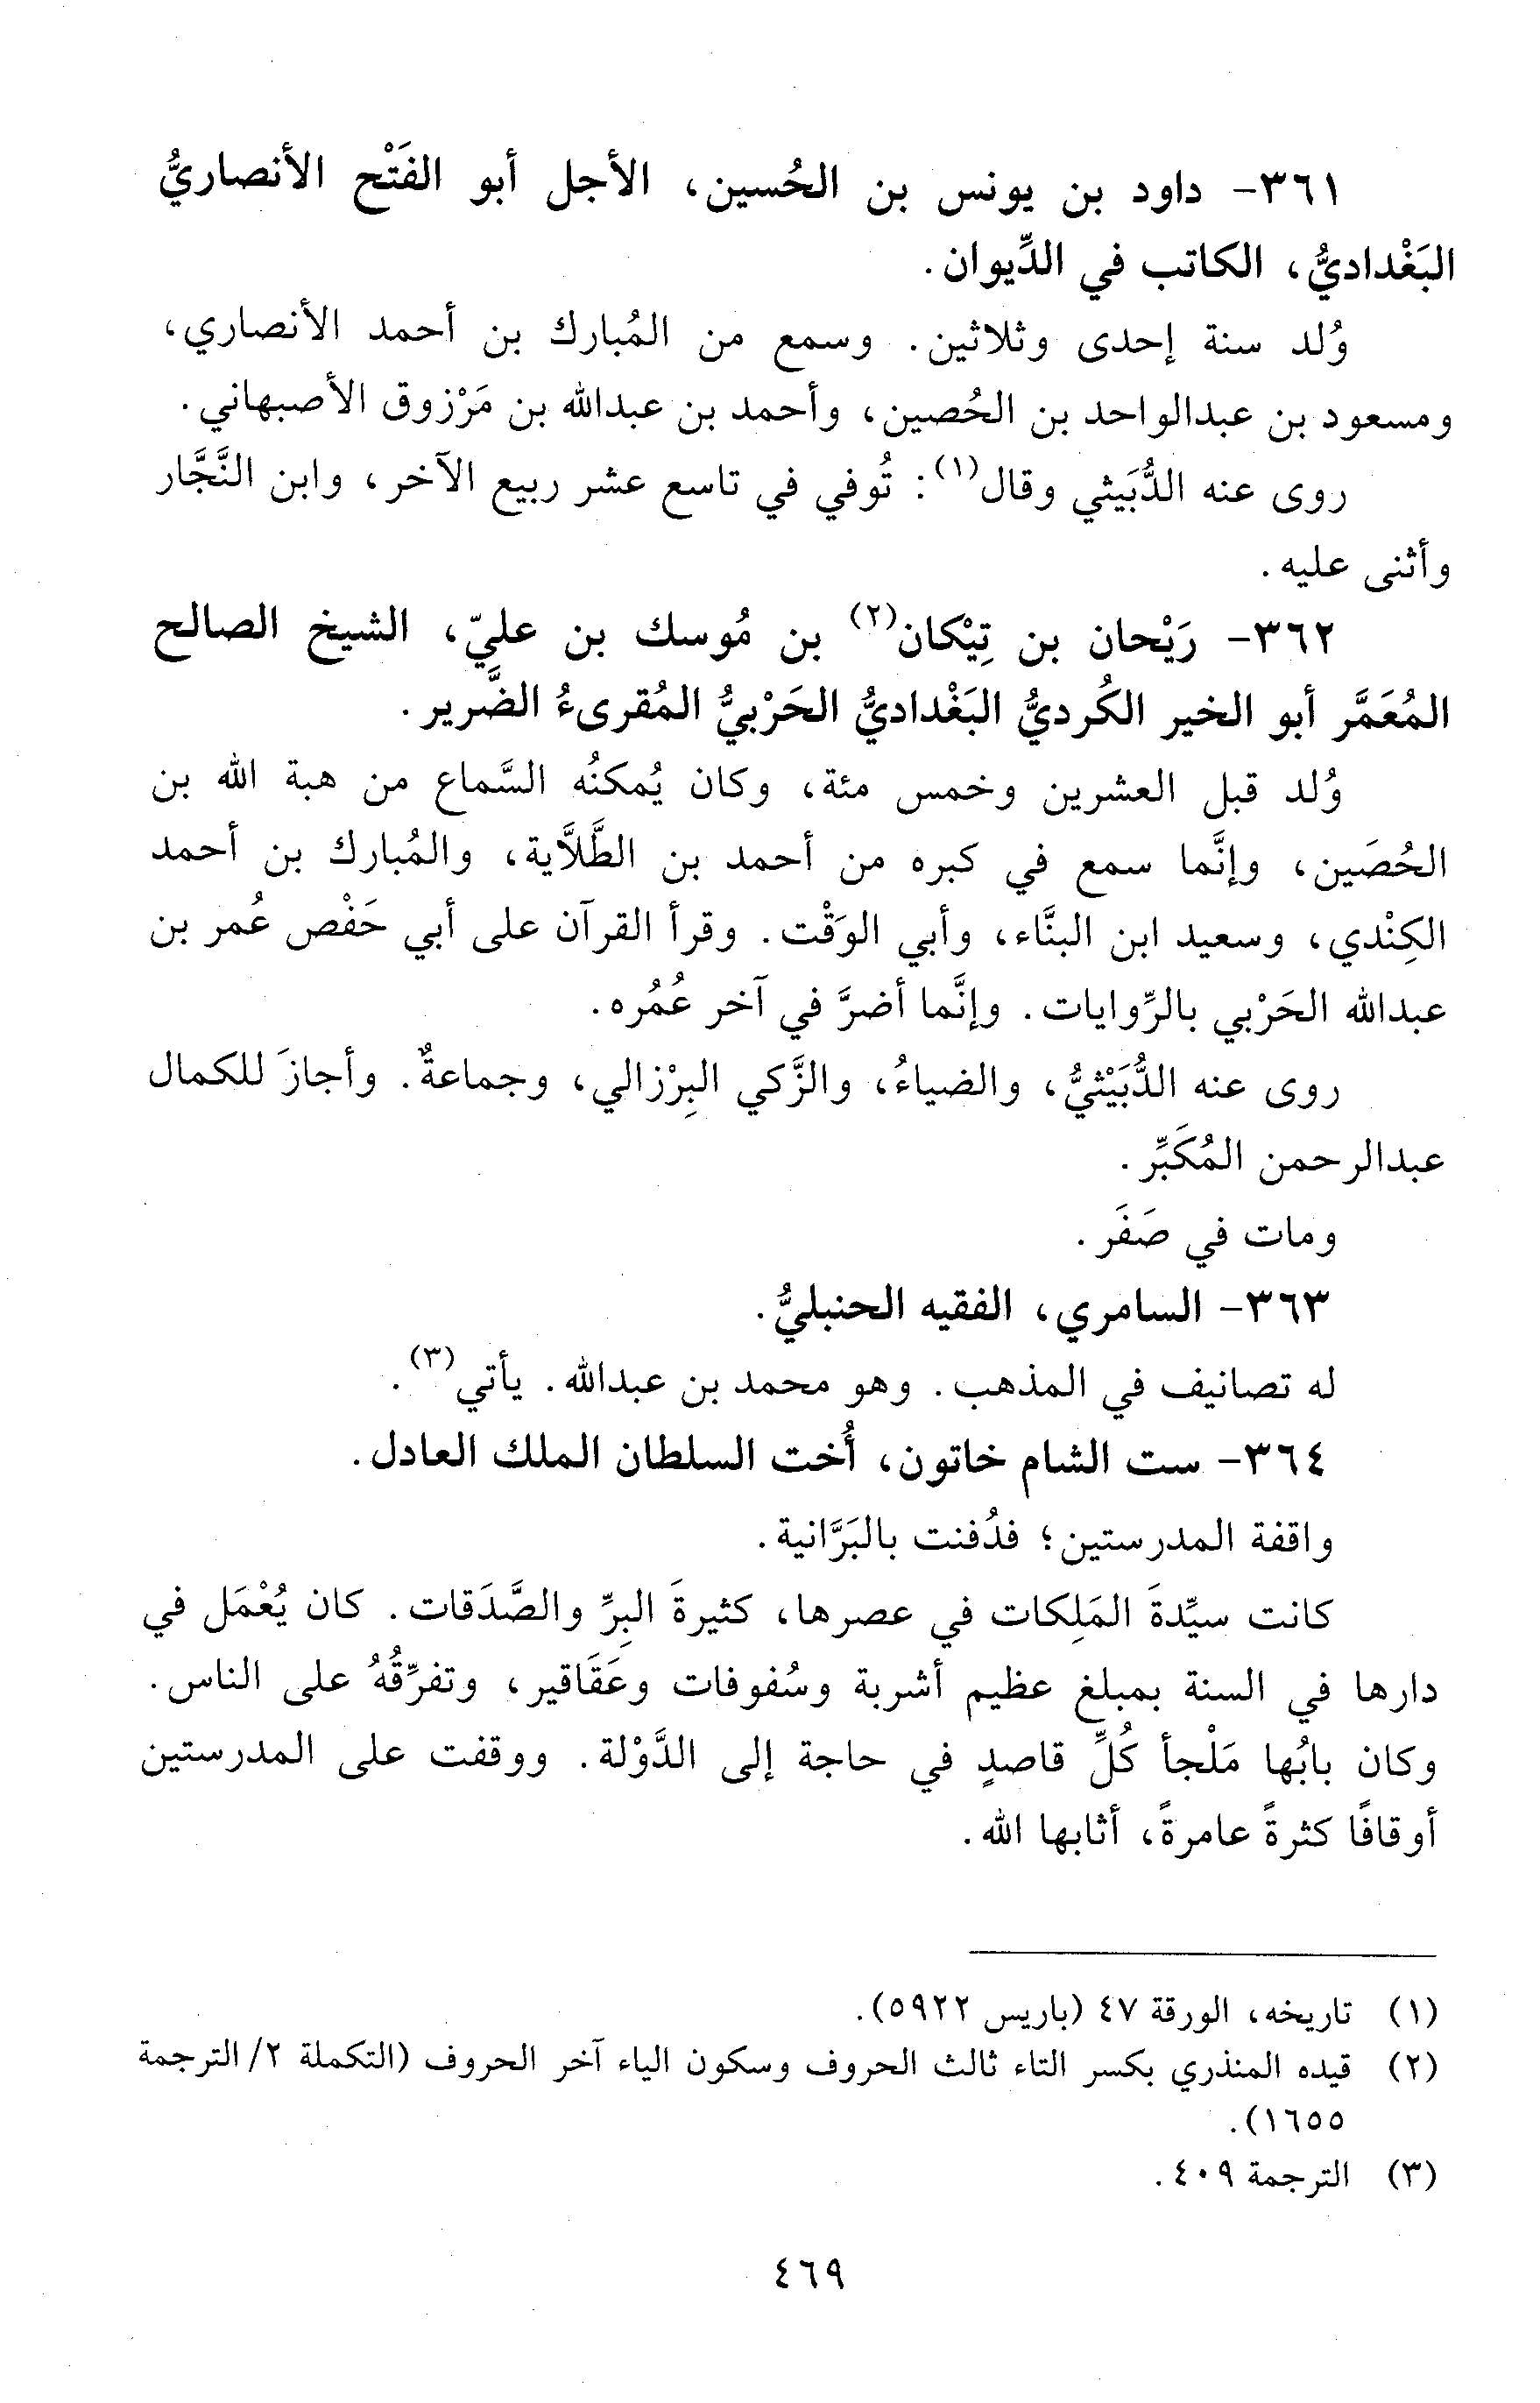 ٣٦١- داود بن يونس بن الحُسين، الأجل أبو الفَتْح الأنصاريُّ
البَغْداديُّ، الكاتب في الدِّيوان.
وُلد سنة إحدى وثلاثين. وسمع من المُبارك بن أحمد الأنصاري،
ومسعود بن عبدالواحد بن الحُصين، وأحمد بن عبدالله بن مَرْزوق الأصبهاني.
روى عنه الدُّبَيثي وقال(١): تُوفي في تاسع عشر ربيع الآخر، وابن النَّجَّار
وأثنى عليه.
٣٦٢- رَيْحان بن تِيْكان(٢) بن مُوسك بن عليّ، الشيخ الصالح
المُعَمَّر أبو الخير الكُرديُّ البَغْداديُّ الحَرْبيُّ المُقرىءُ الضَّرير.
وُلد قبل العشرين وخمس مئة، وكان يُمكنُه السَّماع من هبة الله بن
الحُصَين، وإنَّما سمع في كبره من أحمد بن الطَّلَّاية، والمُبارك بن أحمد
الكِنْدي، وسعيد ابن البنَّاء، وأبي الوَقْت. وقرأ القرآن على أبي حَفْص عُمر بن
عبدالله الحَرْبي بالرِّوايات. وإنَّما أضرَّ في آخر عُمُره.
روى عنه الدُّبَيْثيُّ، والضياءُ، والزَّكي البِرْزالي، وجماعةٌ. وأجازَ للكمال
عبدالرحمن المُكَبِّر.
ومات في صَفَر.
٣٦٣- السامري، الفقيه الحنبليُّ.
له تصانيف في المذهب. وهو محمد بن عبدالله. يأتي(٣).
٣٦٤- ست الشام خاتون، أُخت السلطان الملك العادل.
واقفة المدرستين؛ فدُفنت بالبَرَّانية.
كانت سيِّدةَ المَلِكات في عصرها، كثيرةَ البِرِّ والصَّدَقات. كان يُعْمَل في
دارها في السنة بمبلغ عظيم أشربة وسُفوفات وعَقَاقير، وتفرِّقُهُ على الناس.
وكان بابُها مَلْجأ كُلِّ قاصدٍ في حاجة إلى الدَّوْلة. ووقفت على المدرستين
أوقافًا كثرةً عامرةً، أثابها الله.
(١) تاريخه، الورقة ٤٧ (باريس ٥٩٢٢).
(٢) قيده المنذري بكسر التاء ثالث الحروف وسكون الياء آخر الحروف (التكملة ٢/ الترجمة
١٦٥٥).
(٣) الترجمة ٤٠٩.
٤٦٩